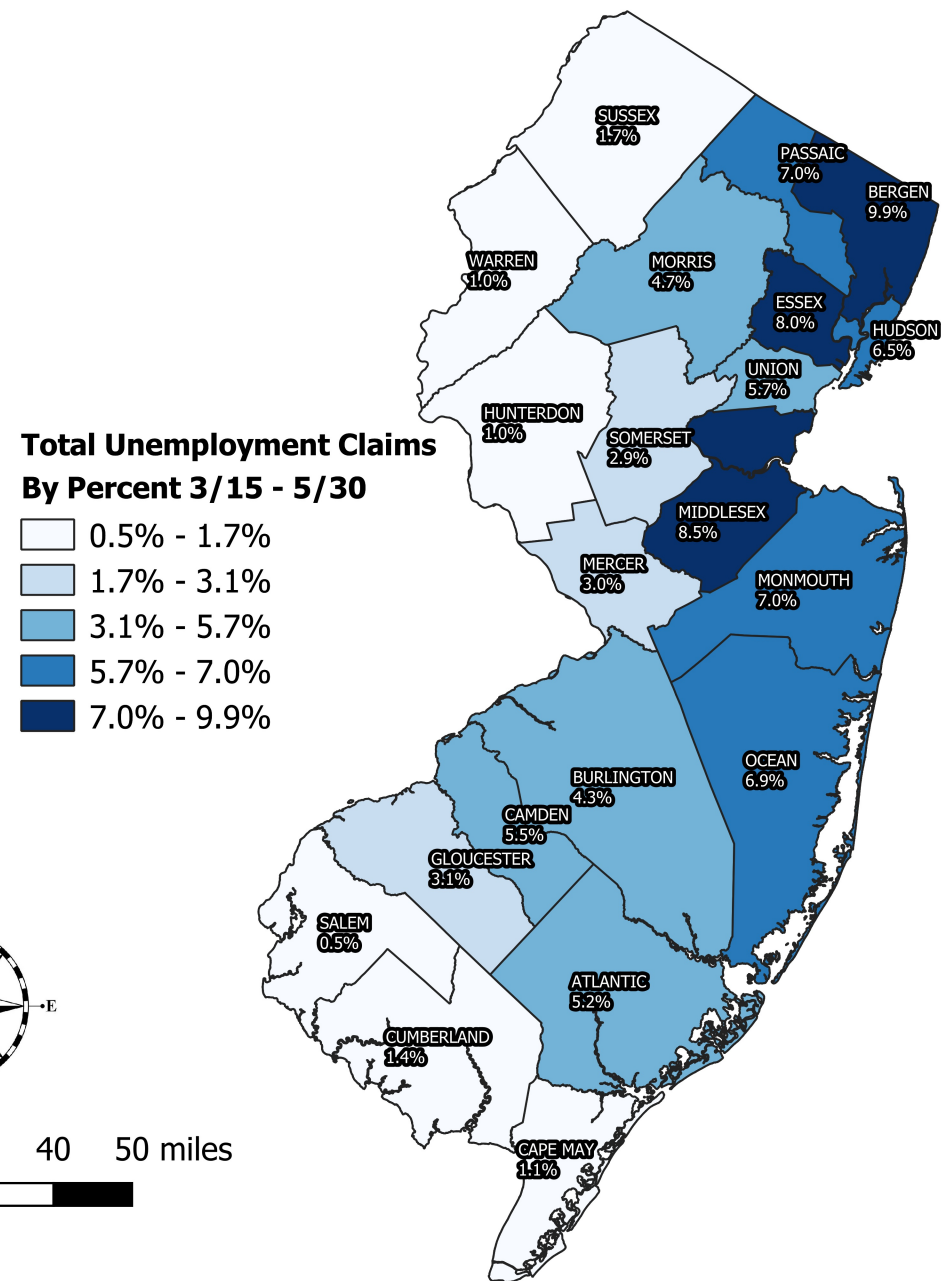 SUSSEX
1.7%
PASSAIC
7.0%
BERGEN
9.9%
WARREN
1.0%
MORRIS
4.7%
ESSEX
8.0%
HUDSON
6.5%
UNION
5.7%
HUNTERDON
1.0%
SOMERSET
2.9%
Total Unemployment Claims
By Percent 3/15 - 5/30
0.5% - 1.7%
1.7% - 3.1%
3.1% - 5.7%
5.7% - 7.0%
7.0% - 9.9%
MIDDLESEX
8.5%
MERCER
3.0%
MONMOUTH
7.0%
OCEAN
6.9%
BURLINGTON
4.3%
CAMDEN
5.5%
GLOUCESTER
3.1%
SALEM
0.5%
ATLANTIC
5.2%
E
CUMBERLAND
1.4%
CAPE MAY
1.1%
40 50 miles